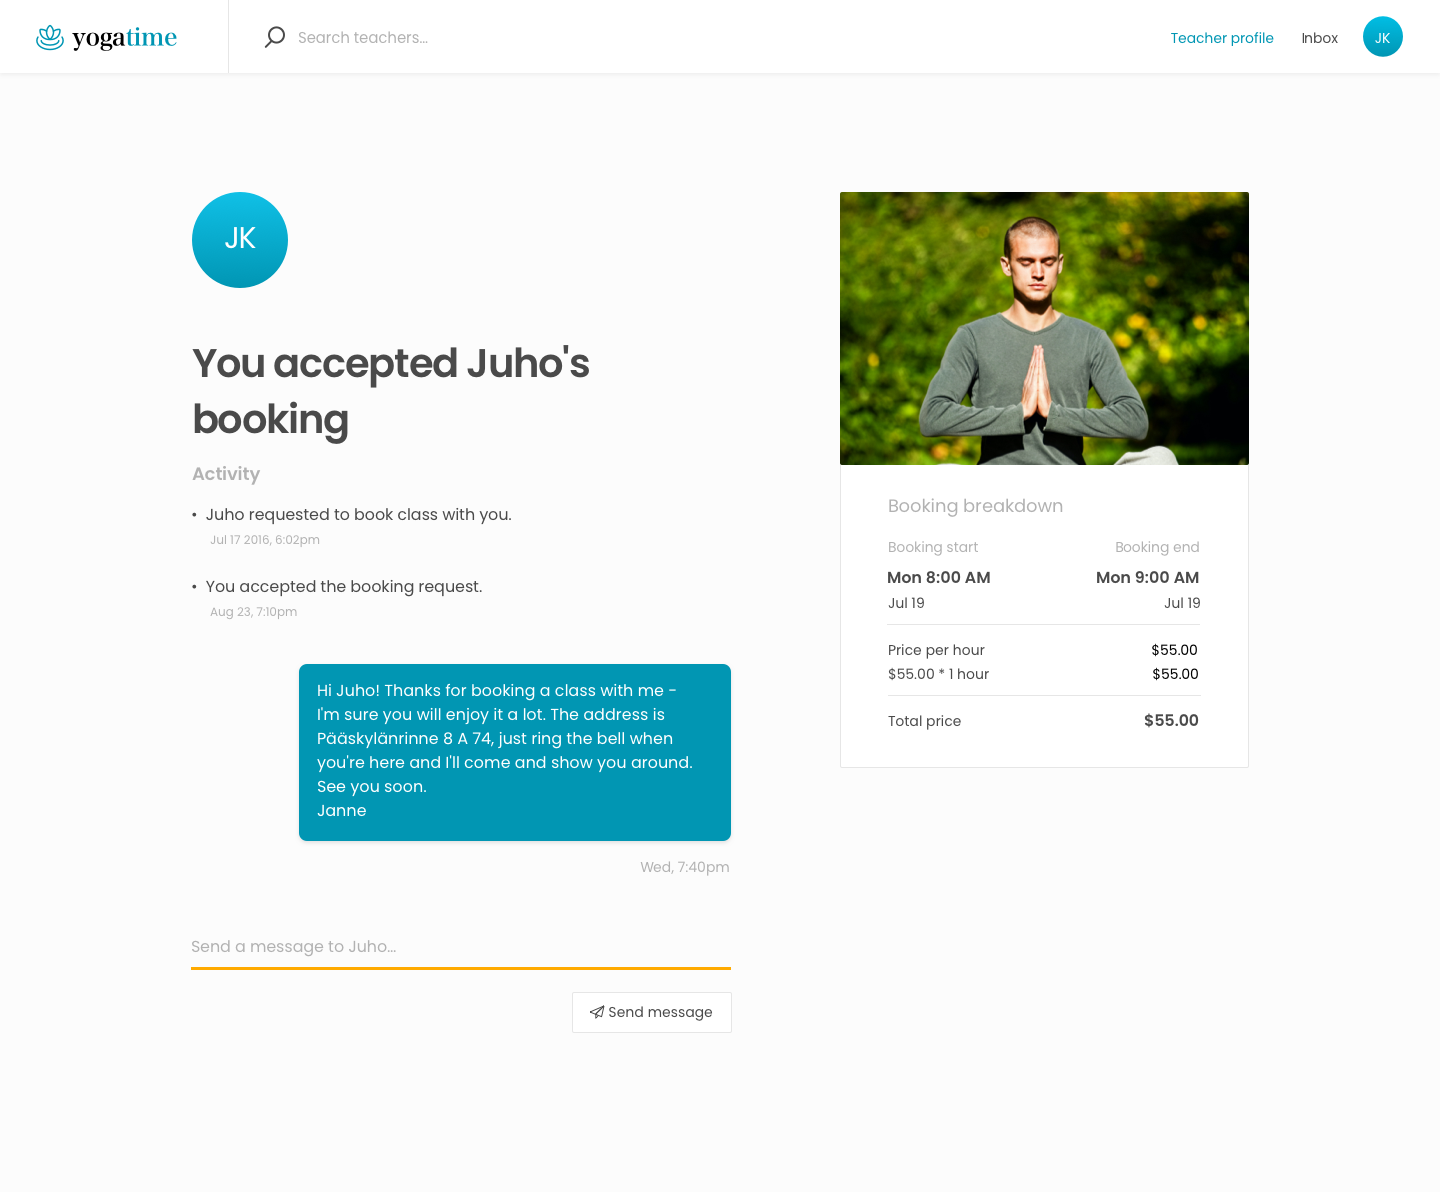 yogatime
Search teachers...
Teacher profile
Inbox
JK
JK
You accepted Juho's
booking
Activity
• Juho requested to book class with you.
Jul 17 2016, 6:02pm
• You accepted the booking request.
Aug 23, 7:10pm
Hi Juho! Thanks for booking a class with me -
I'm sure you will enjoy it a lot. The address is
Pääskylänrinne 8 A 74, just ring the bell when
you're here and I'll come and show you around.
See you soon.
Janne
Wed, 7:40pm
Send a message to Juho...
Send message
Booking breakdown
Booking start Booking end
Mon 8:00 AM Mon 9:00 AM
Jul 19 Jul 19
Price per hour $55.00
$55.00 * 1 hour $55.00
Total price $55.00